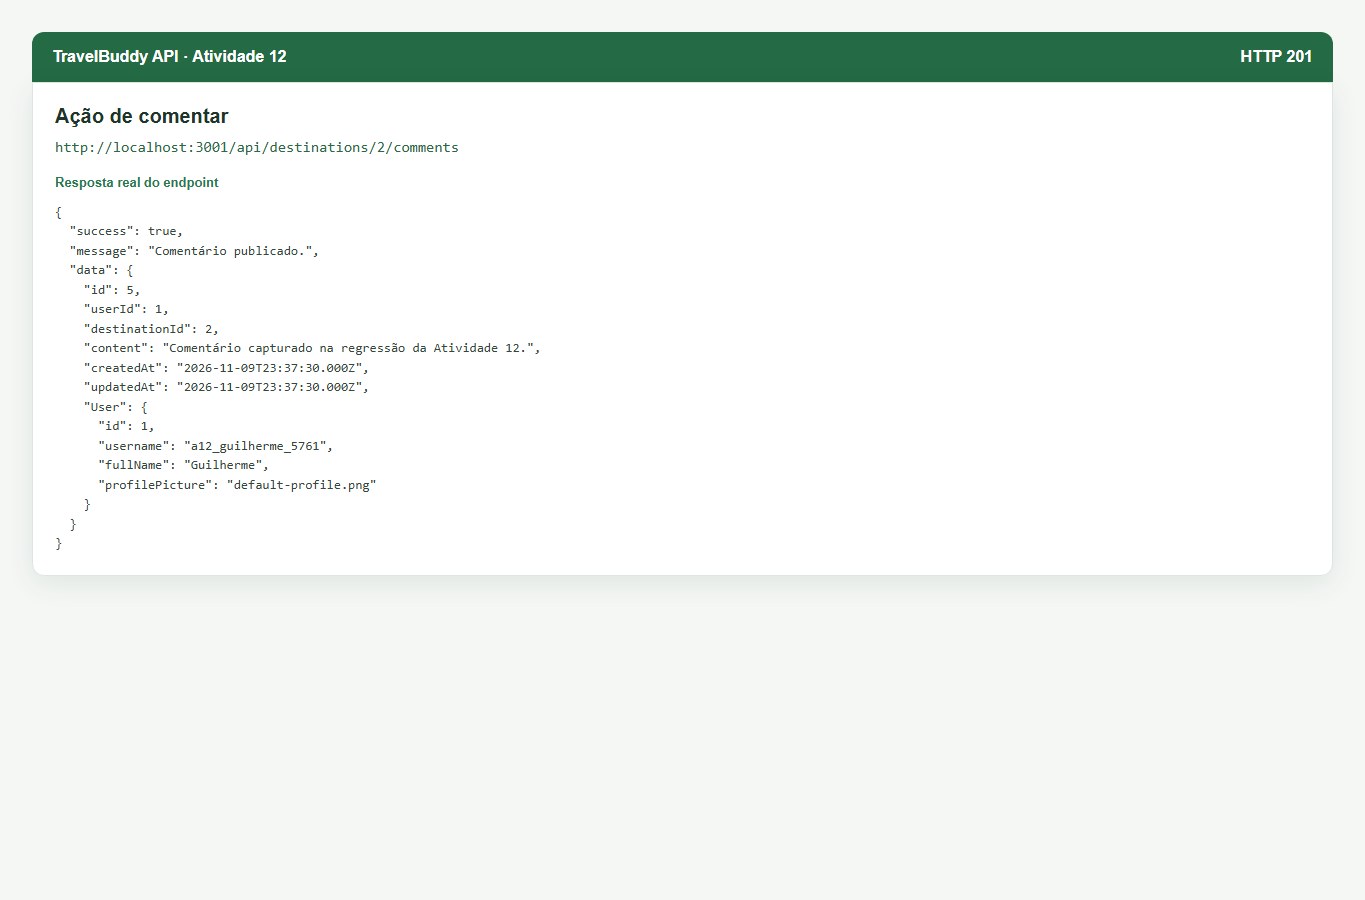 TravelBuddy API · Atividade 12
HTTP 201
Ação de comentar
http://localhost:3001/api/destinations/2/comments
Resposta real do endpoint
{
  "success": true,
  "message": "Comentário publicado.",
  "data": {
    "id": 5,
    "userId": 1,
    "destinationId": 2,
    "content": "Comentário capturado na regressão da Atividade 12.",
    "createdAt": "2026-11-09T23:37:30.000Z",
    "updatedAt": "2026-11-09T23:37:30.000Z",
    "User": {
      "id": 1,
      "username": "a12_guilherme_5761",
      "fullName": "Guilherme",
      "profilePicture": "default-profile.png"
    }
  }
}